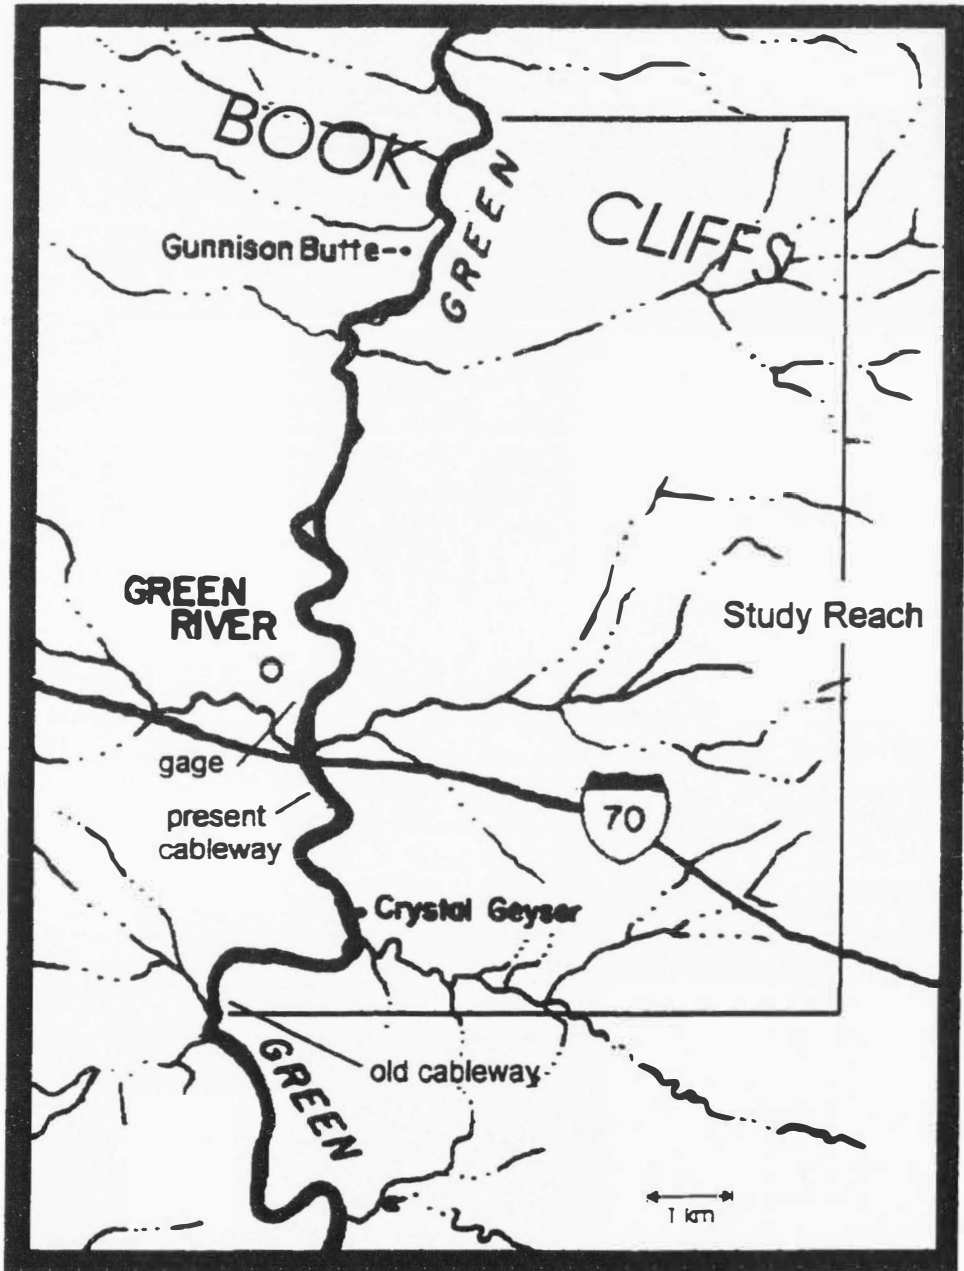 BOOK
CLIFFS
GREEN
Gunnison Butte
GREEN
RIVER
Study Reach
gage
present
cableway
70
Crystal Geyser
old cableway
GREEN
1 km